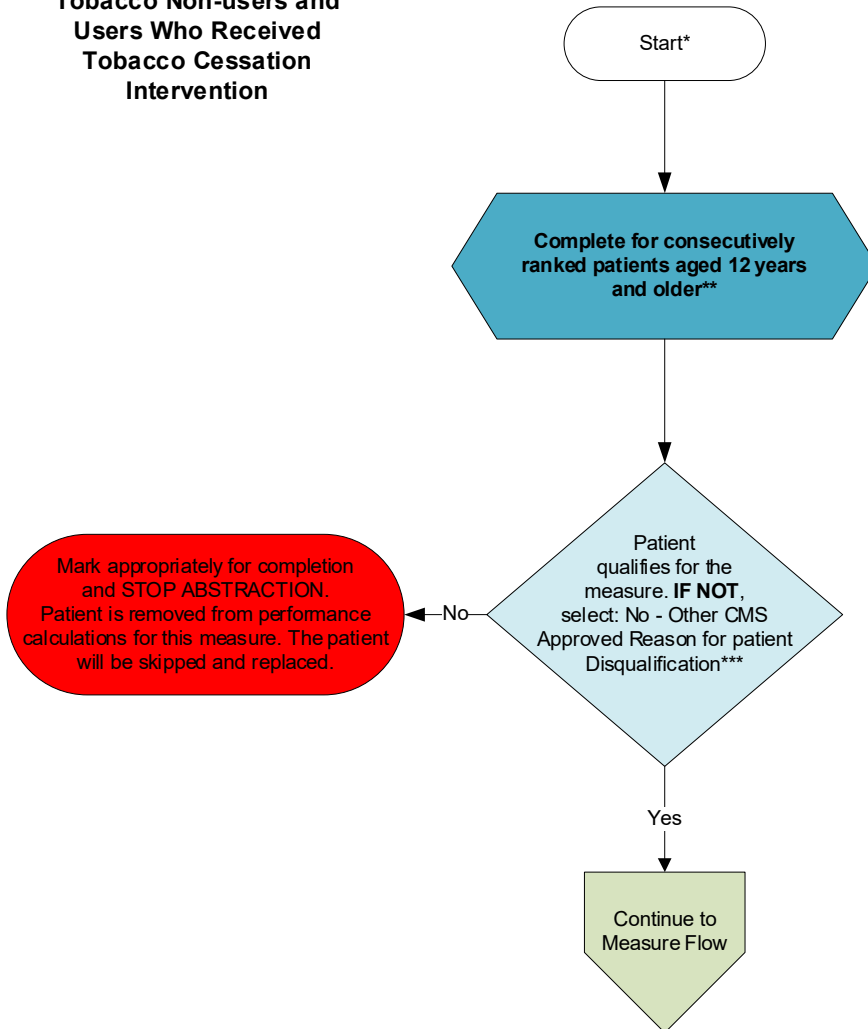 Tobacco Non-users and
Users Who Received
Tobacco Cessation
Intervention
Start*
Complete for consecutively
ranked patients aged 12 years
and older**
Patient
qualifies for the
measure. IF NOT,
select: No - Other CMS
Approved Reason for patient
Disqualification***
No
Mark appropriately for completion
and STOP ABSTRACTION.
Patient is removed from performance
calculations for this measure. The patient
will be skipped and replaced.
Yes
Continue to
Measure Flow